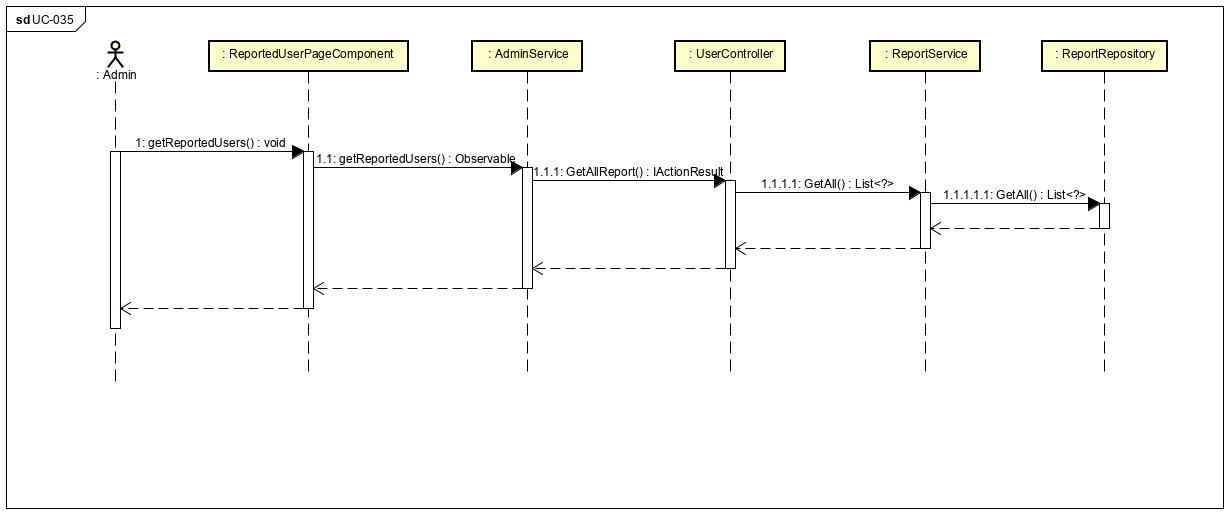 sd UC-035
: Admin
: ReportedUserPageComponent
: AdminService
: UserController
: ReportService
: ReportRepository
1: getReportedUsers() : void
1.1: getReportedUsers() : Observable
1.1.1: GetAllReport() : IActionResult
1.1.1.1: GetAll() : List<?>
1.1.1.1.1: GetAll() : List<?>